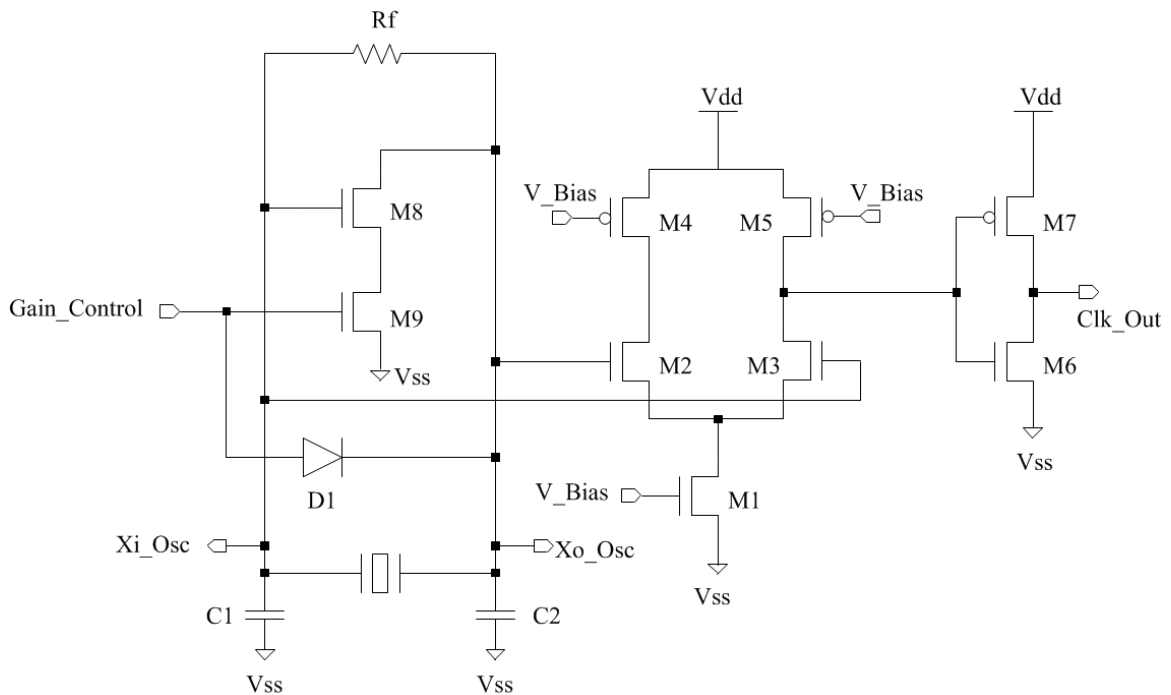 Rf
Vdd
Vdd
V_Bias
V_Bias
M8
M4
M5
M7
Gain_Control
M9
Clk_Out
Vss
M2
M3
M6
Vss
D1
V_Bias
M1
Xi_Osc
Xo_Osc
Vss
C1
C2
Vss
Vss